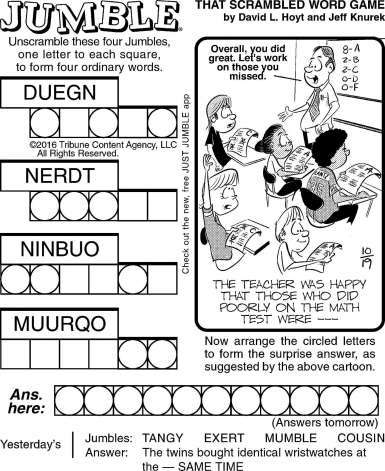 JUMBLE®
THAT SCRAMBLED WORD GAME
by David L. Hoyt and Jeff Knurek
Unscramble these four Jumbles,
one letter to each square,
to form four ordinary words.
DUEGN
©2016 Tribune Content Agency, LLC
All Rights Reserved.
NERDT
NINBUO
MUURQO
Check out the new, free JUST JUMBLE app
Overall, you did
great. Let's work
on those you
missed.
8-A
2-B
2-C
0-D
0-F
10
19
THE TEACHER WAS HAPPY
THAT THOSE WHO DID
POORLY ON THE MATH
TEST WERE ---
Now arrange the circled letters
to form the surprise answer, as
suggested by the above cartoon.
Ans.
here:
(Answers tomorrow)
Yesterday's
Jumbles: TANGY EXERT MUMBLE COUSIN
Answer: The twins bought identical wristwatches at
the — SAME TIME